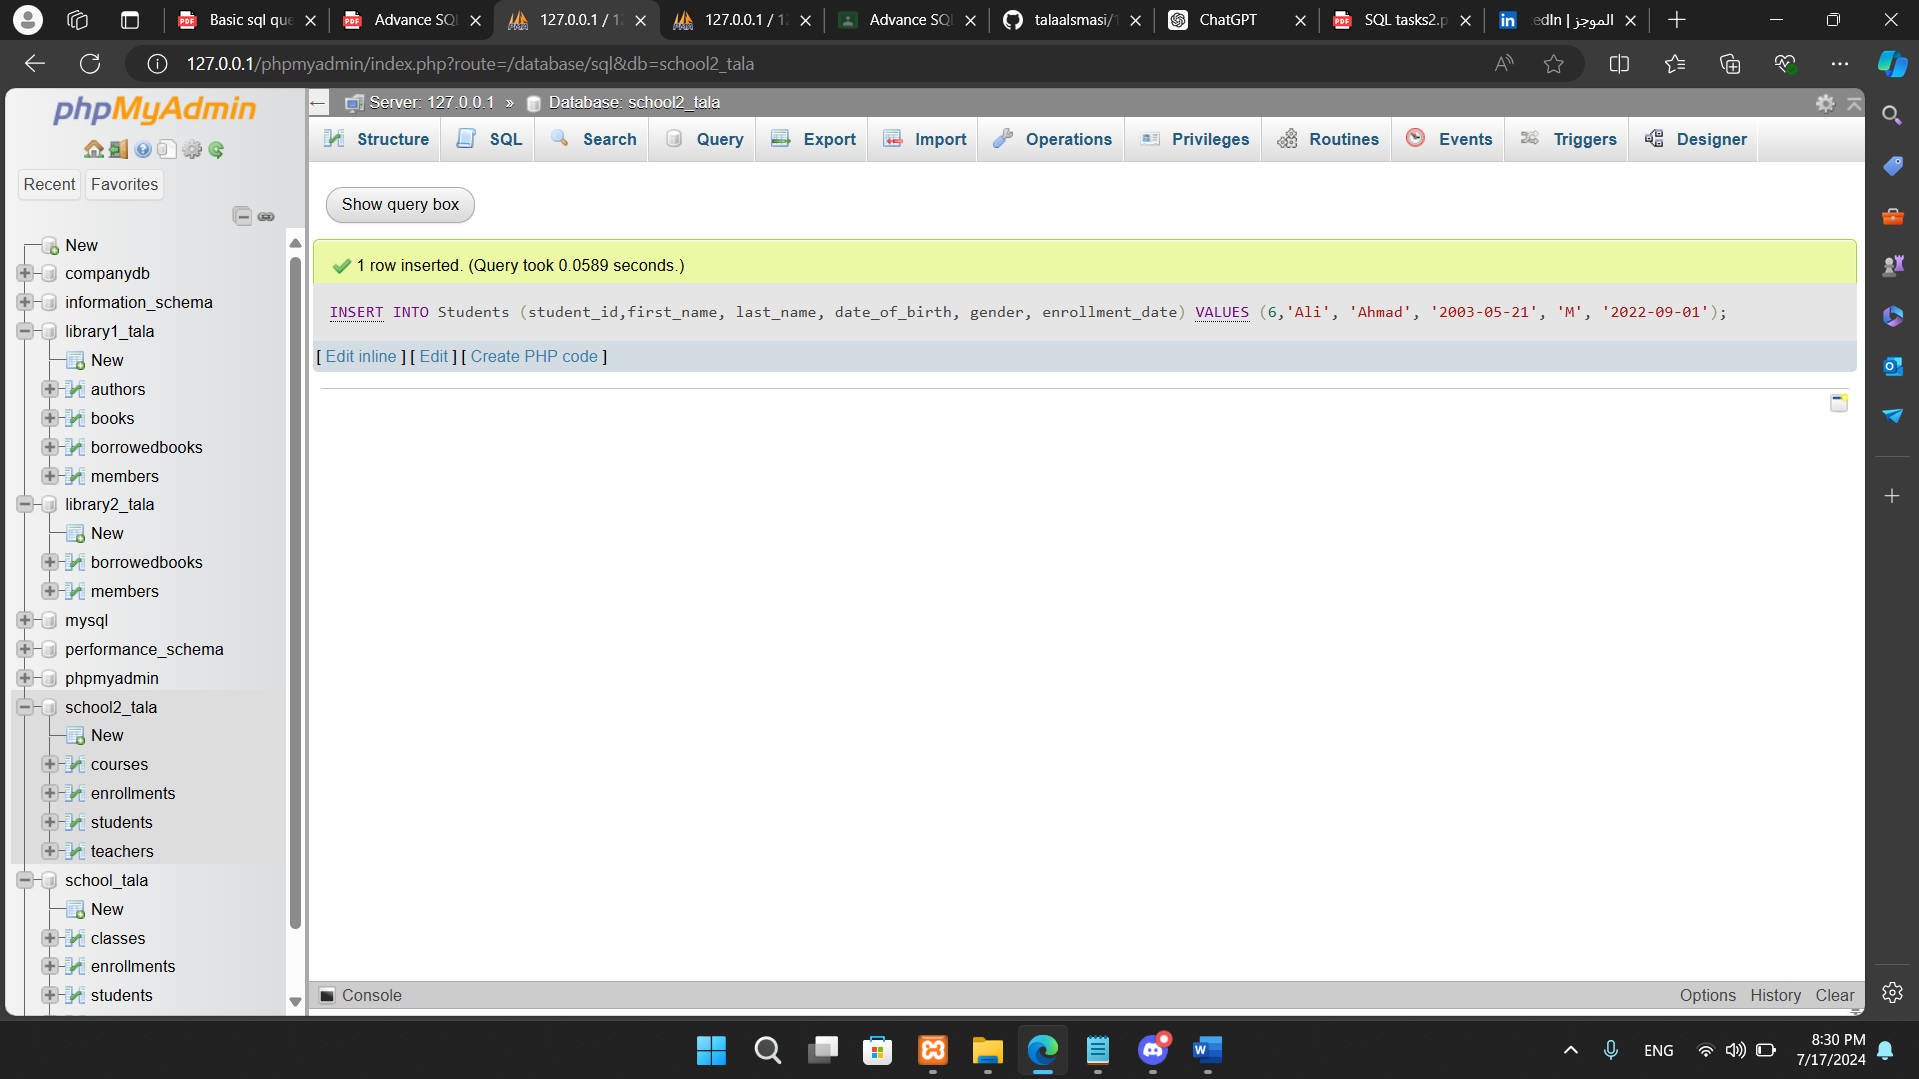 Basic sql que
Advance SQL
127.0.0.1 / 12
127.0.0.1 / 12
Advance SQL
talaalsmasi/1
ChatGPT
SQL tasks2.p
الموجز | edIn
127.0.0.1/phpmyadmin/index.php?route=/database/sql&db=school2_tala
phpMyAdmin
Recent
Favorites
New
companydb
information_schema
library1_tala
New
authors
books
borrowedbooks
members
library2_tala
New
borrowedbooks
members
mysql
performance_schema
phpmyadmin
school2_tala
New
courses
enrollments
students
teachers
school_tala
New
classes
enrollments
students
Server: 127.0.0.1 » Database: school2_tala
Structure
SQL
Search
Query
Export
Import
Operations
Privileges
Routines
Events
Triggers
Designer
Show query box
1 row inserted. (Query took 0.0589 seconds.)
INSERT INTO Students (student_id,first_name, last_name, date_of_birth, gender, enrollment_date) VALUES (6,'Ali', 'Ahmad', '2003-05-21', 'M', '2022-09-01');
[ Edit inline ] [ Edit ] [ Create PHP code ]
Console
Options
History
Clear
ENG
8:30 PM
7/17/2024